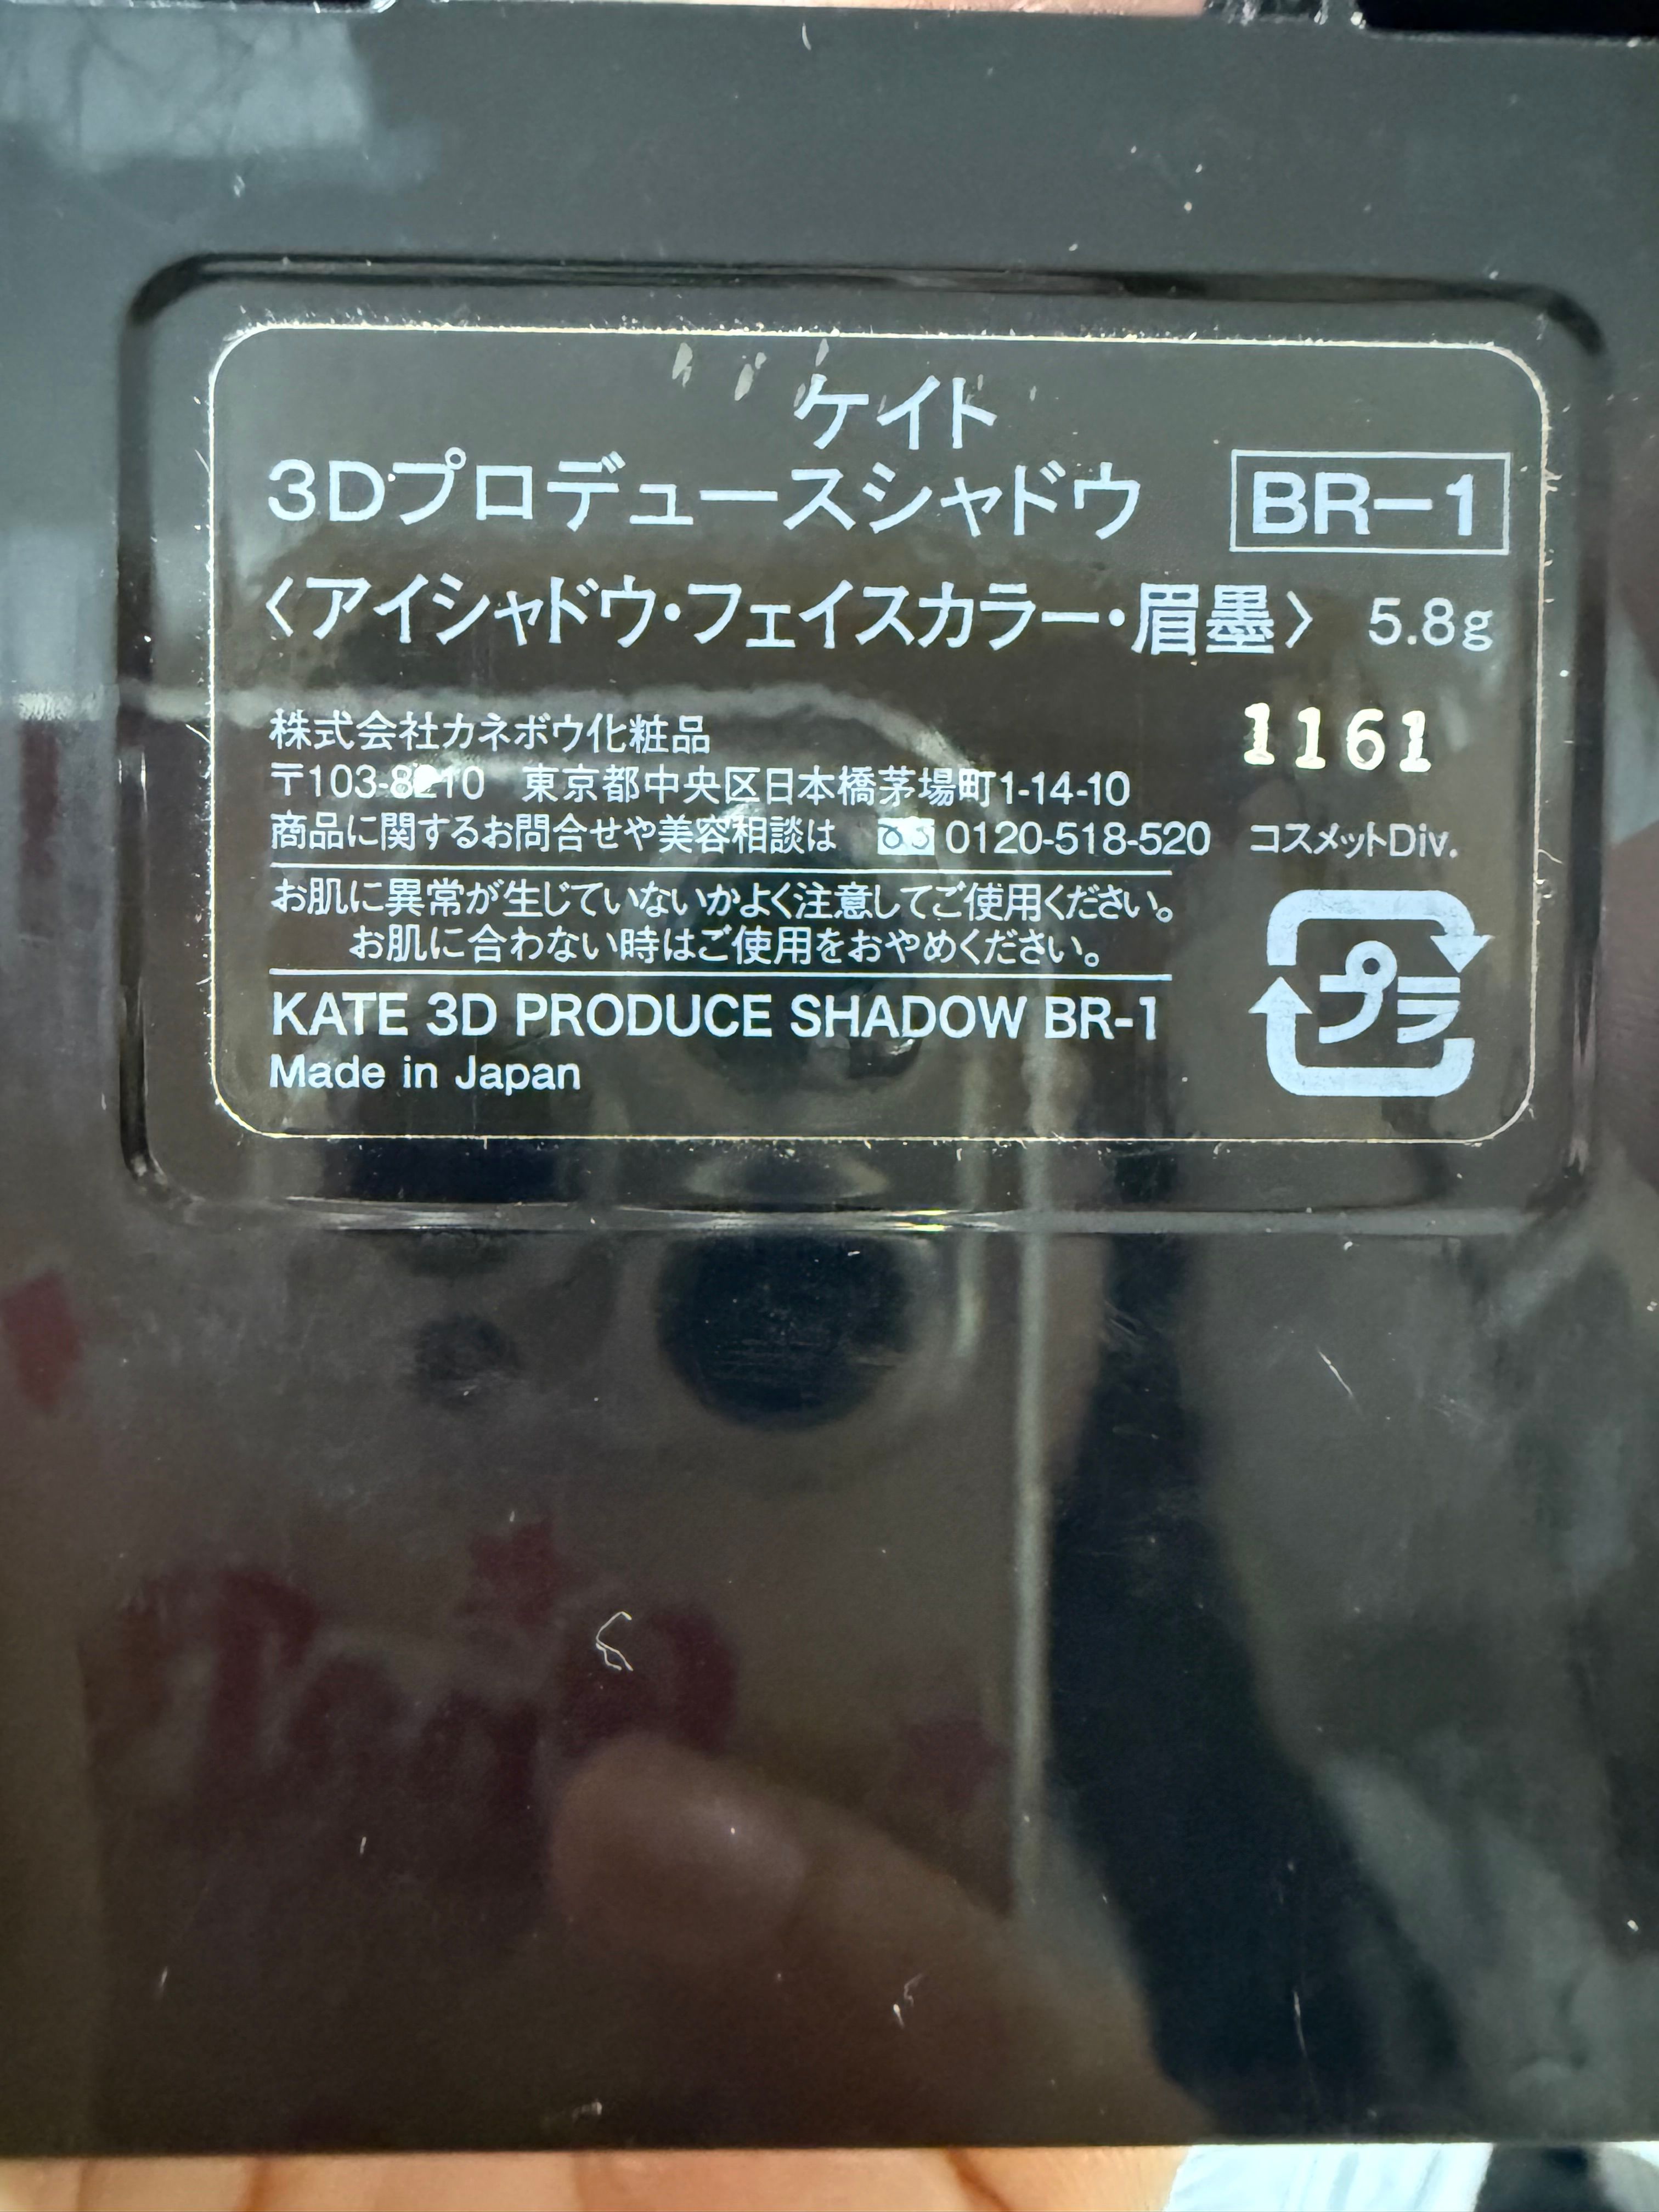 ケイト
3Dプロデュースシャドウ BR-1
〈アイシャドウ・フェイスカラー・眉墨〉 5.8g
株式会社カネボウ化粧品 1161
〒103-8210 東京都中央区日本橋茅場町1-14-10
商品に関するお問合せや美容相談は 0120-518-520 コスメットDiv.
お肌に異常が生じていないかよく注意してご使用ください。
お肌に合わない時はご使用をおやめください。
プラ
KATE 3D PRODUCE SHADOW BR-1
Made in Japan